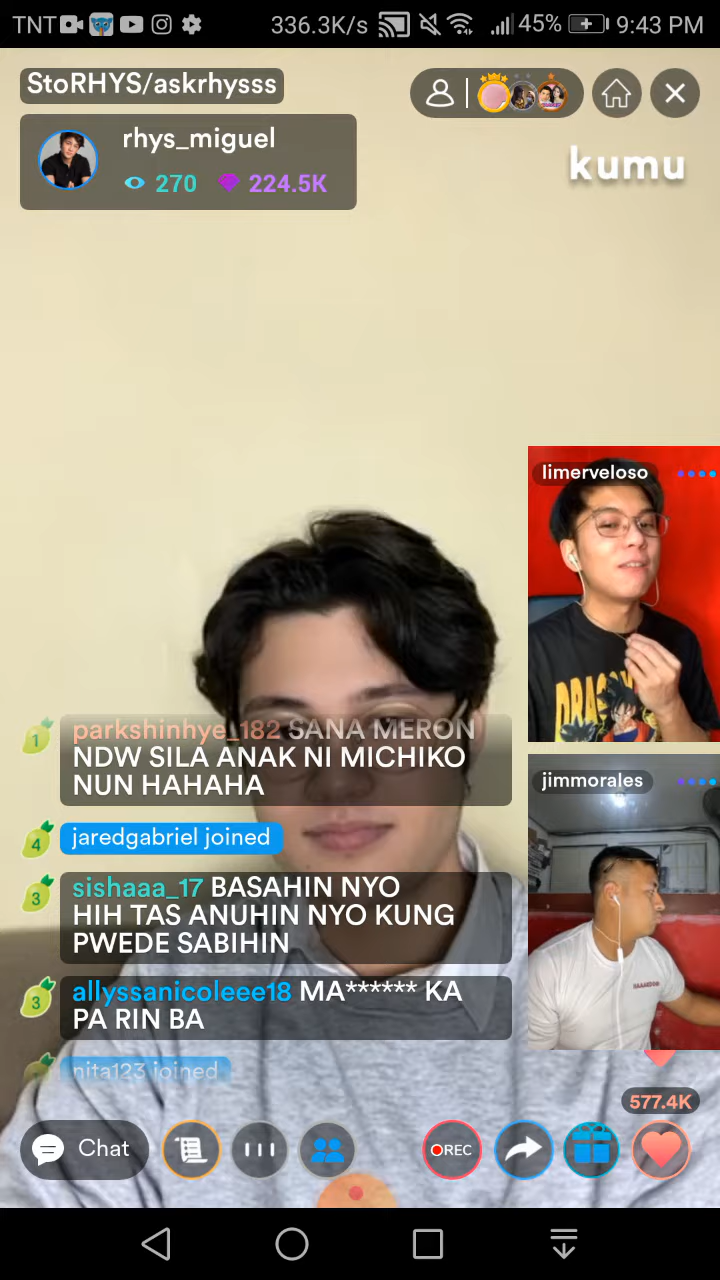 TNT 336.3K/s 45% 9:43 PM
StoRHYS/askrhysss
rhys_miguel
270 224.5K
kumu
limerveloso
parkshinhye_182 SANA MERON
NDW SILA ANAK NI MICHIKO
NUN HAHAHA
1
jimmorales
4 jaredgabriel joined
3 sishaaa_17 BASAHIN NYO
HIH TAS ANUHIN NYO KUNG
PWEDE SABIHIN
3 allyssanicoleee18 MA****** KA
PA RIN BA
nita123 joined
577.4K
Chat
REC